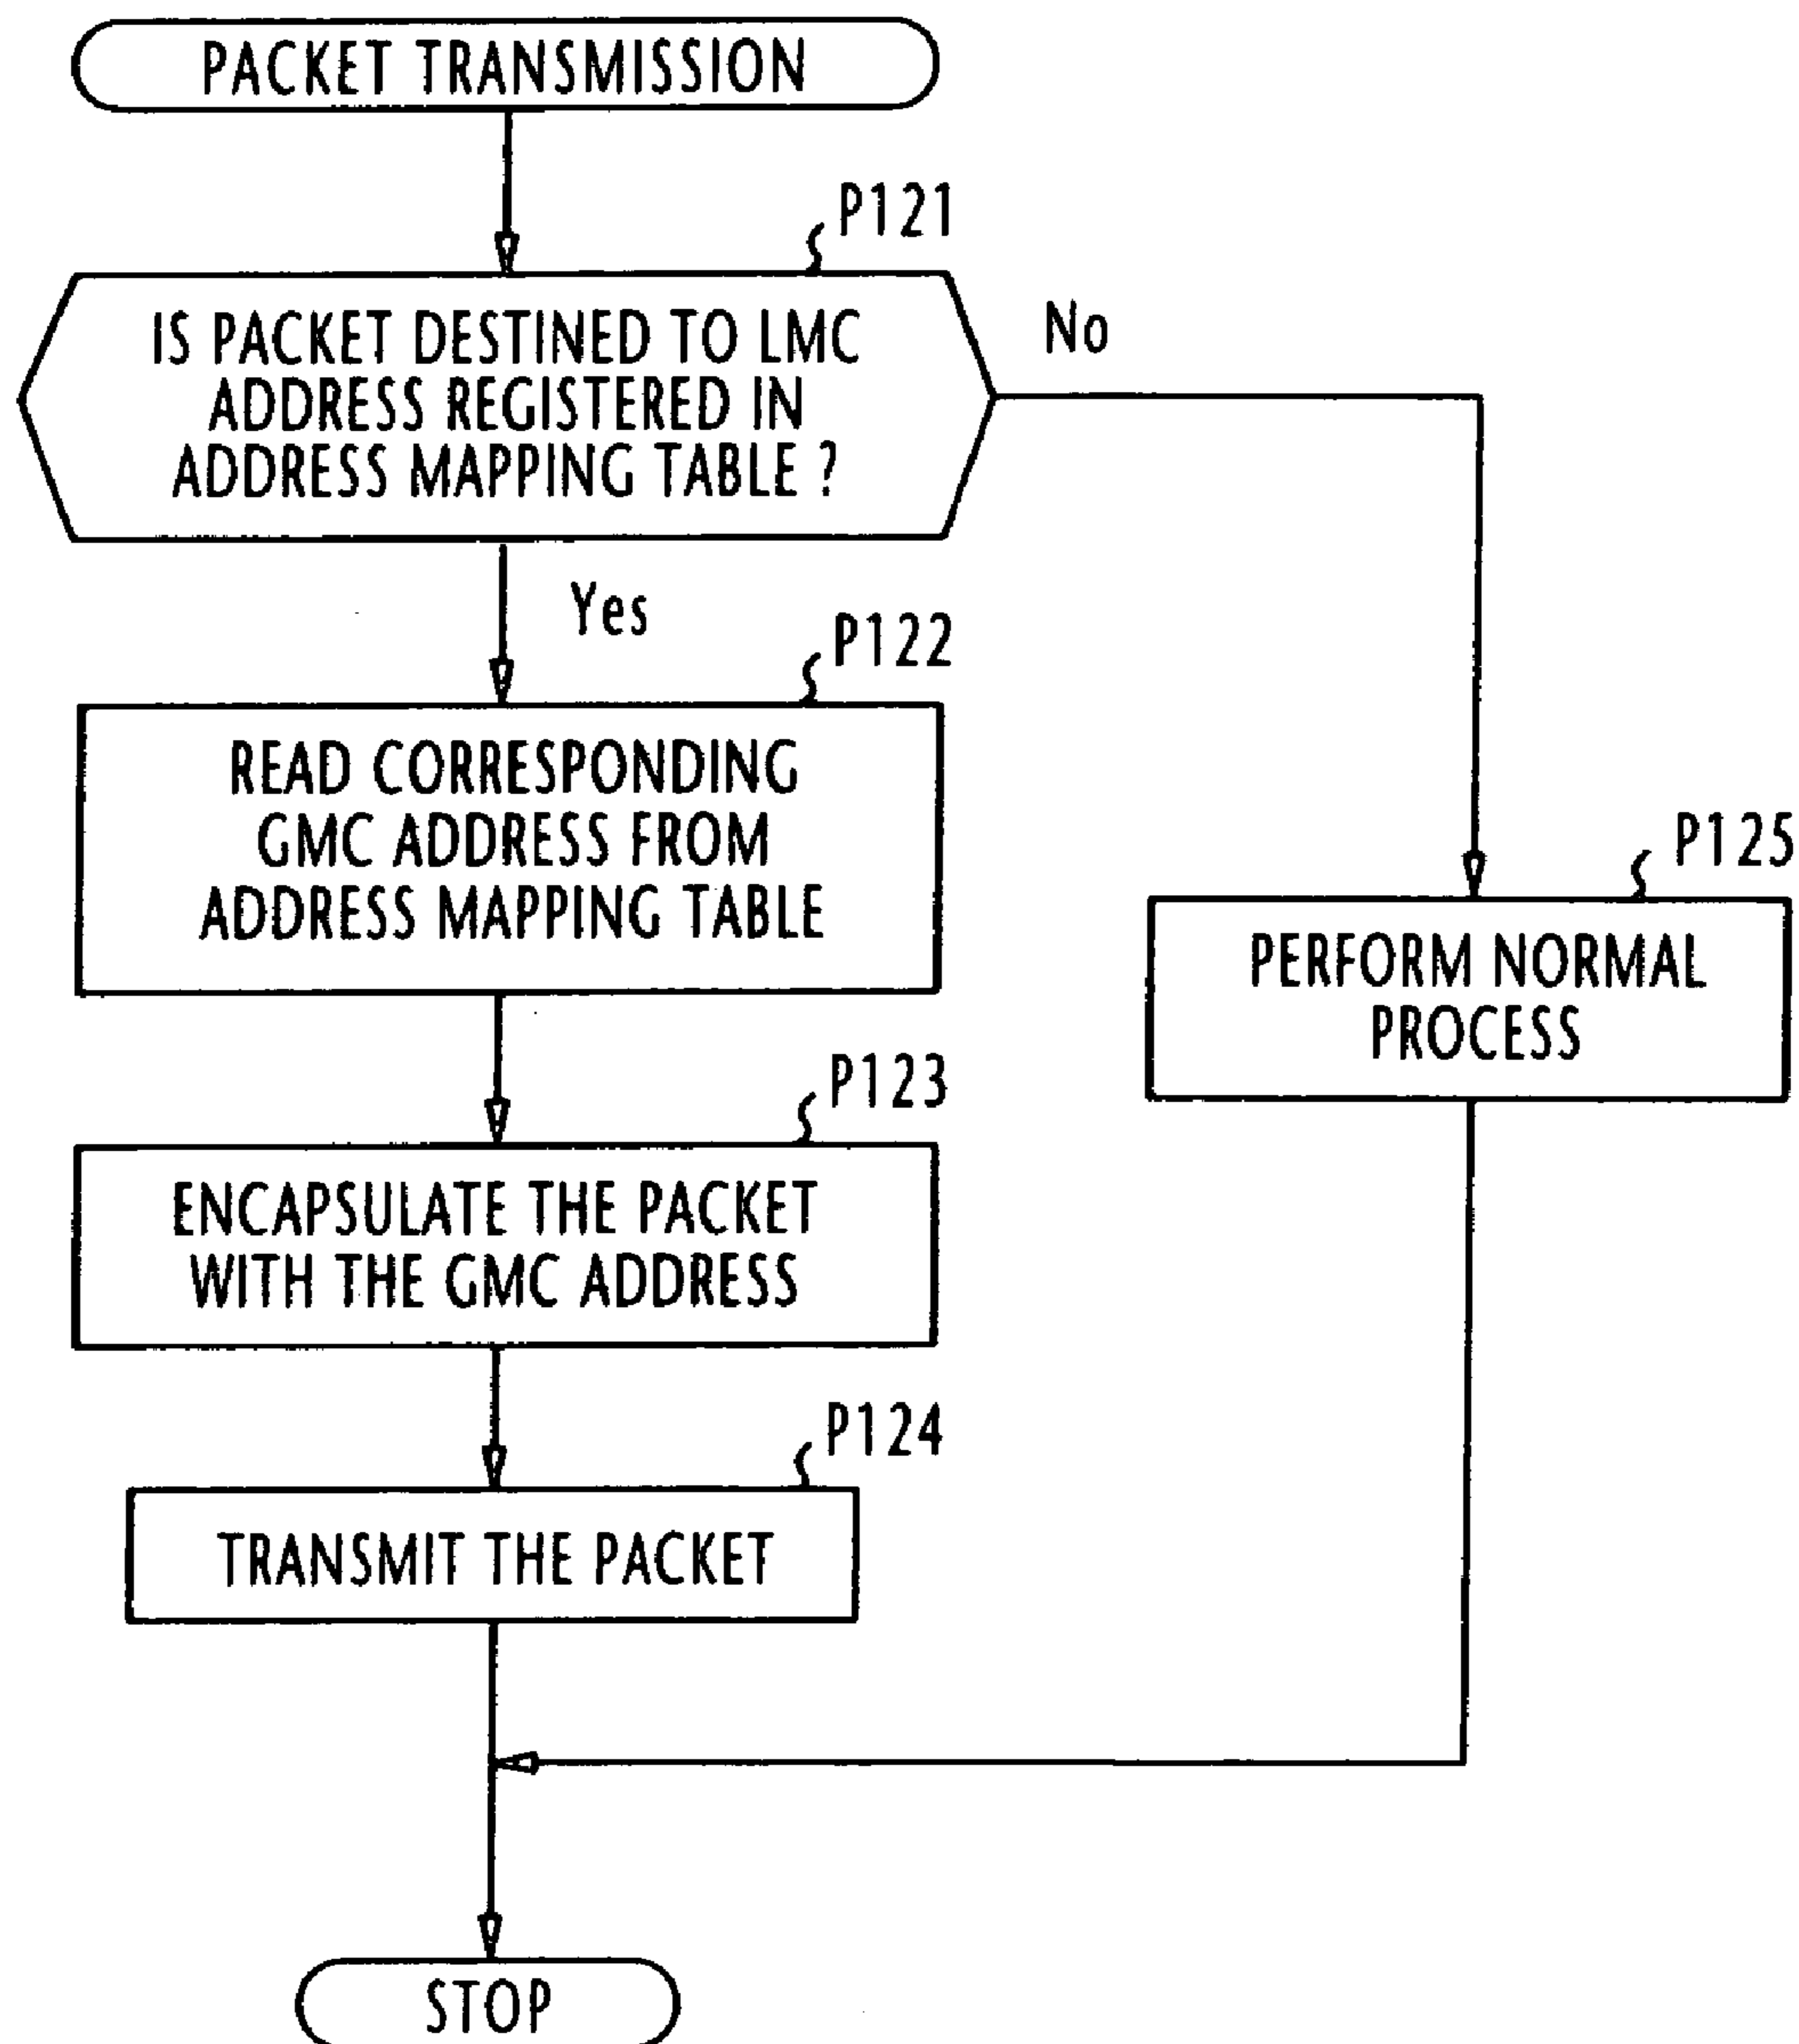 PACKET TRANSMISSION
P121
IS PACKET DESTINED TO LMC
ADDRESS REGISTERED IN
ADDRESS MAPPING TABLE ?
No
Yes
P122
READ CORRESPONDING
GMC ADDRESS FROM
ADDRESS MAPPING TABLE
P125
PERFORM NORMAL
PROCESS
P123
ENCAPSULATE THE PACKET
WITH THE GMC ADDRESS
P124
TRANSMIT THE PACKET
STOP